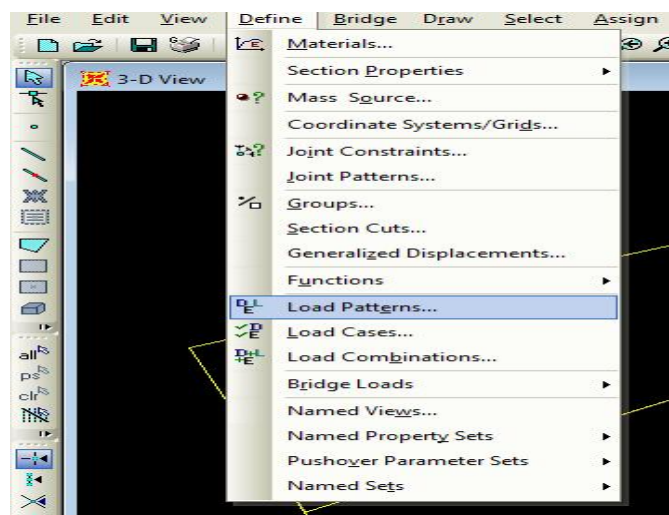 File Edit View Define Bridge Draw Select Assign
3-D View
Materials...
Section Properties
Mass Source...
Coordinate Systems/Grids...
Joint Constraints...
Joint Patterns...
Groups...
Section Cuts...
Generalized Displacements...
Functions
Load Patterns...
Load Cases...
Load Combinations...
Bridge Loads
Named Views...
Named Property Sets
Pushover Parameter Sets
Named Sets
all
ps
clr